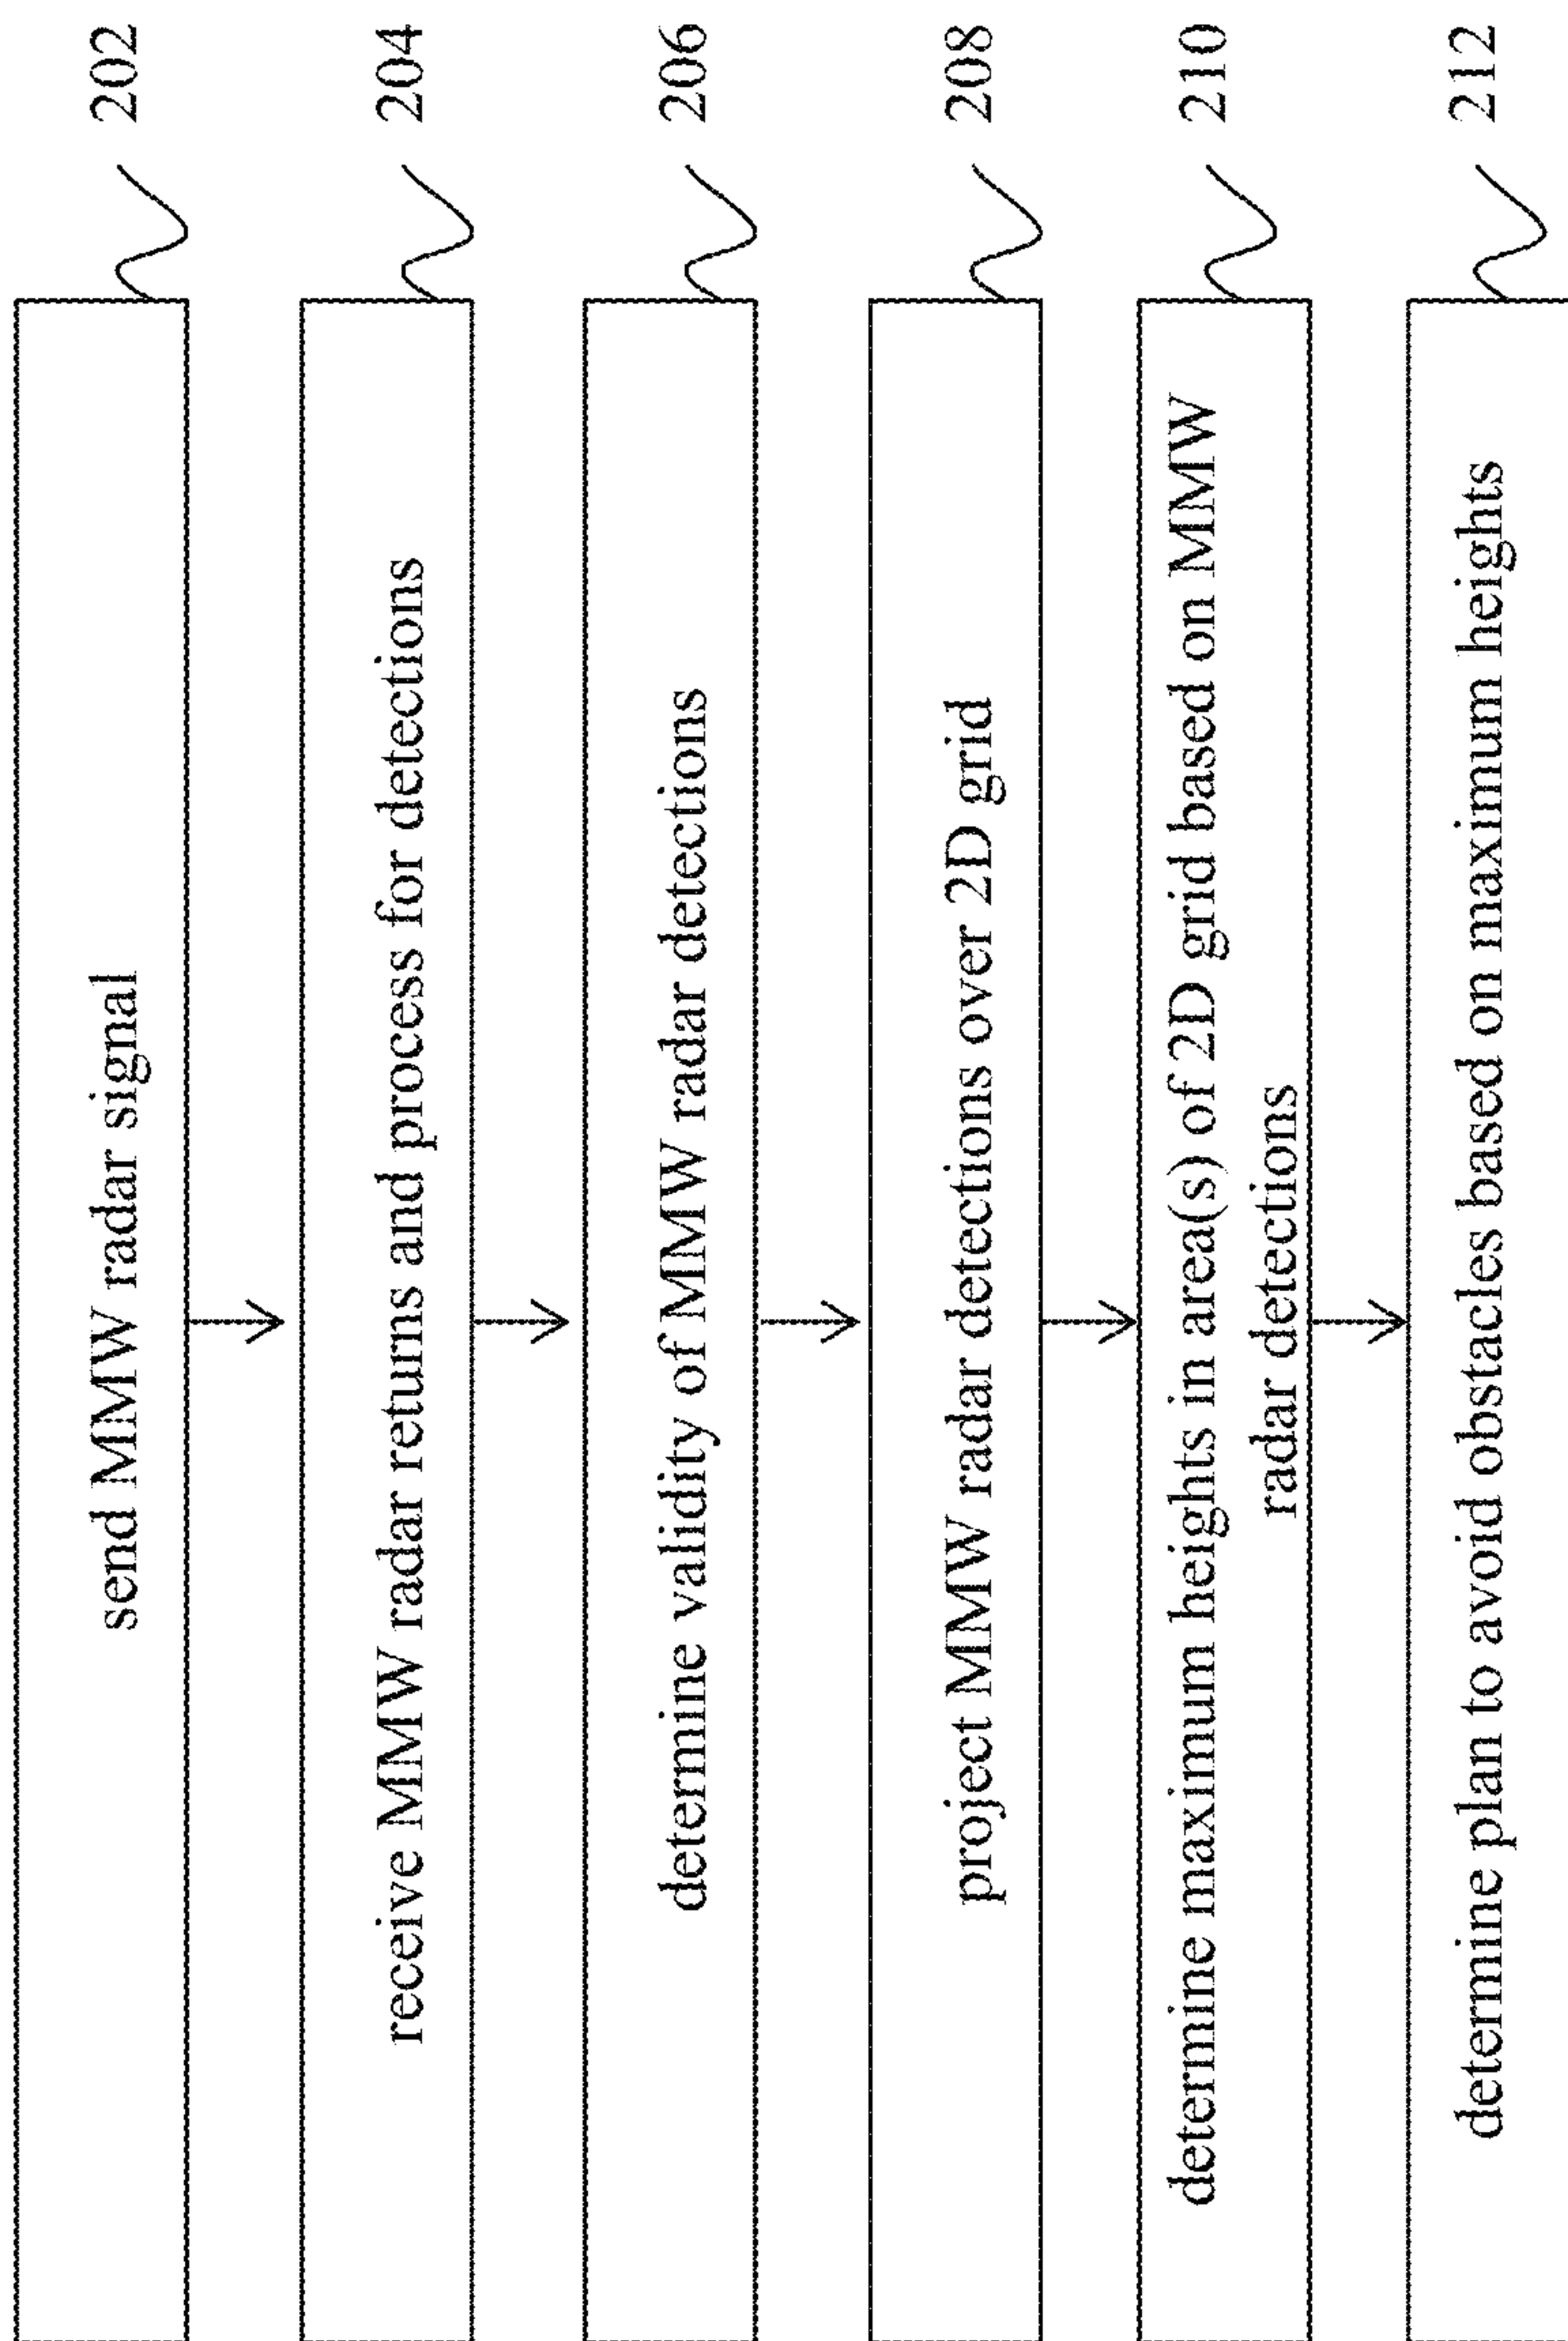 send MMW radar signal
202
receive MMW radar returns and process for detections
204
determine validity of MMW radar detections
206
project MMW radar detections over 2D grid
208
determine maximum heights in area(s) of 2D grid based on MMW
radar detections
210
determine plan to avoid obstacles based on maximum heights
212